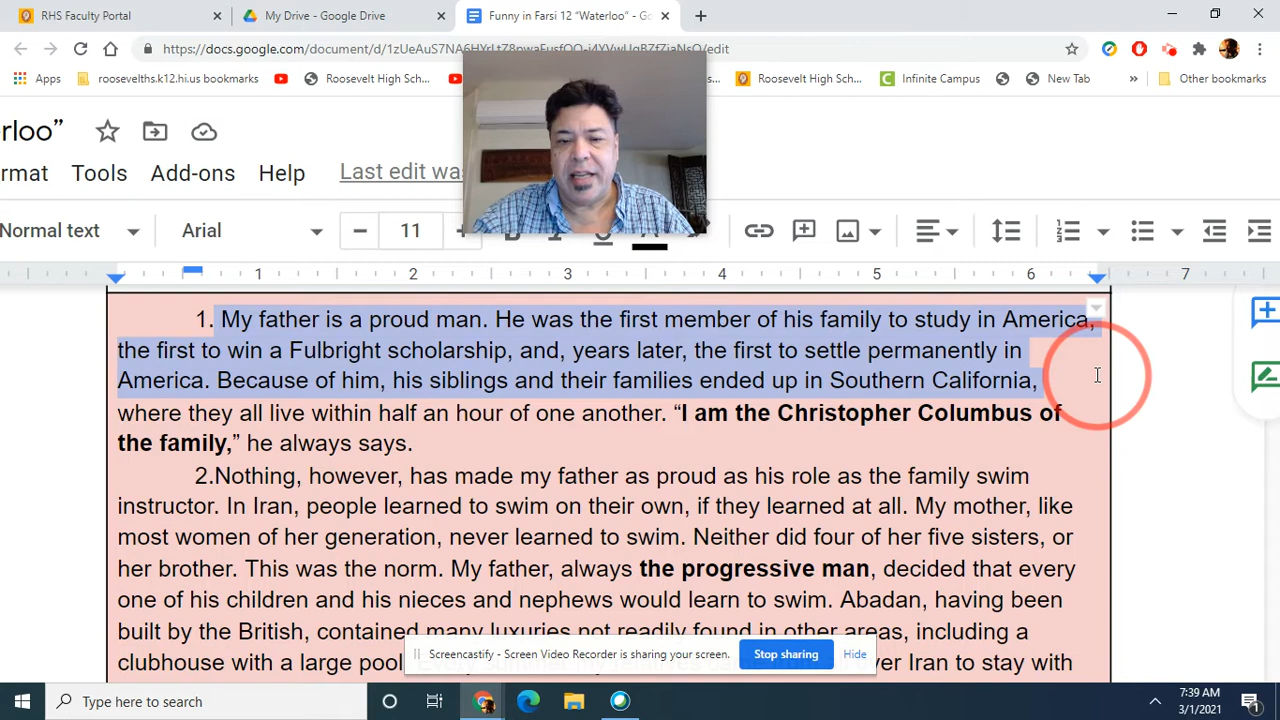 RHS Faculty Portal
My Drive - Google Drive
Funny in Farsi 12 "Waterloo" - Go
Apps
roosevelths.k12.hi.us bookmarks
Roosevelt High Sch...
Roosevelt High Sch...
Infinite Campus
New Tab
Other bookmarks
erloo”
rmat Tools Add-ons Help Last edit was
Normal text Arial 11
1 2 3 4 5 6 7
1. My father is a proud man. He was the first member of his family to study in America,
the first to win a Fulbright scholarship, and, years later, the first to settle permanently in
America. Because of him, his siblings and their families ended up in Southern California,
where they all live within half an hour of one another. “I am the Christopher Columbus of
the family,” he always says.
2.Nothing, however, has made my father as proud as his role as the family swim
instructor. In Iran, people learned to swim on their own, if they learned at all. My mother, like
most women of her generation, never learned to swim. Neither did four of her five sisters, or
her brother. This was the norm. My father, always the progressive man, decided that every
one of his children and his nieces and nephews would learn to swim. Abadan, having been
built by the British, contained many luxuries not readily found in other areas, including a
clubhouse with a large pool
ver Iran to stay with
Screencastify - Screen Video Recorder is sharing your screen. Stop sharing Hide
Type here to search
7:39 AM
3/1/2021
1